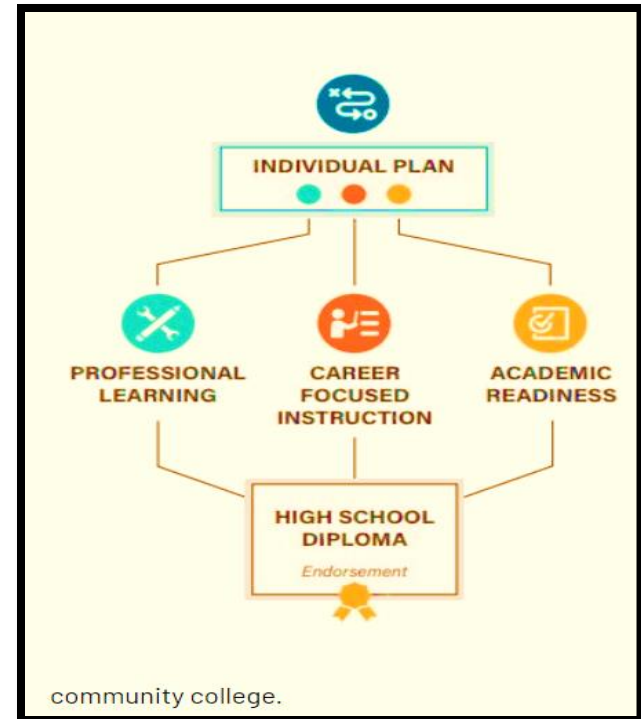 INDIVIDUAL PLAN
PROFESSIONAL
LEARNING
CAREER
FOCUSED
INSTRUCTION
ACADEMIC
READINESS
HIGH SCHOOL
DIPLOMA
Endorsement
community college.